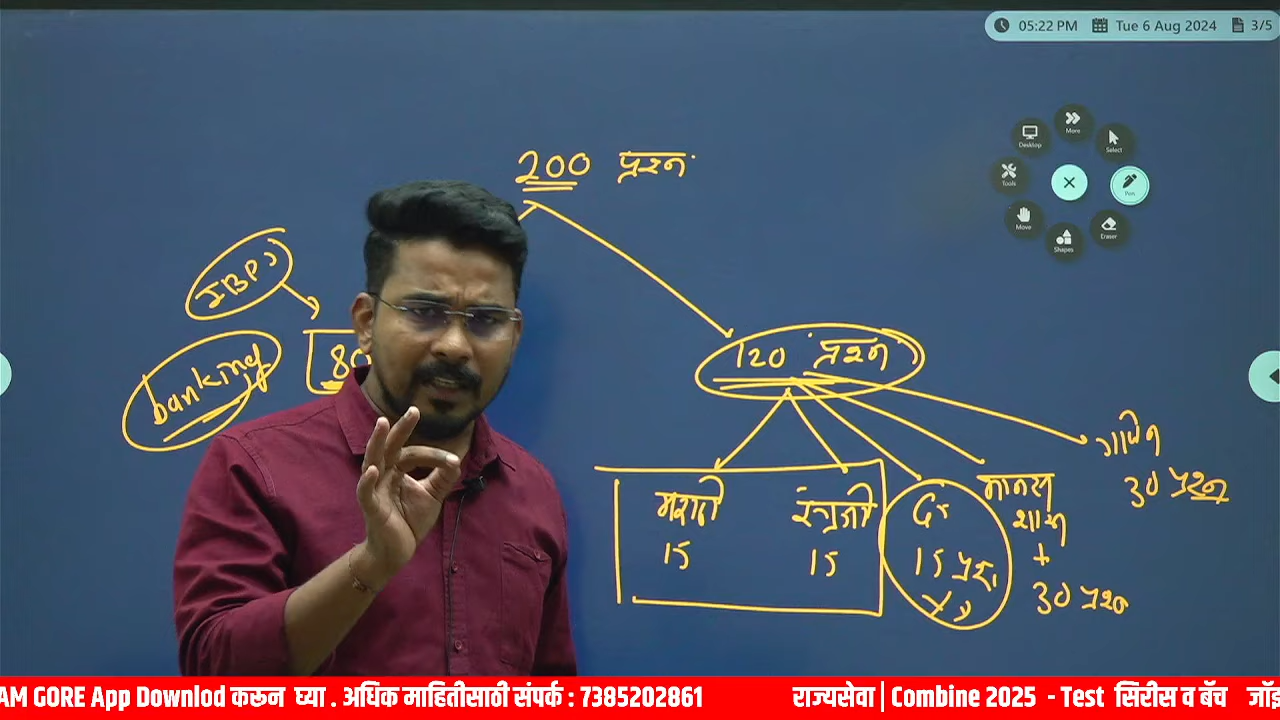 05:22 PM Tue 6 Aug 2024 3/5
More
Desktop
Select
Tools
Pen
Move
Eraser
Shapes
200 प्रश्न
IBPS
banking
80
120 प्रश्न
गणित
30 प्रश्न
मराठी
15
इंग्रजी
15
15 प्रश्न
मानस
शास्त्र
+
30 प्रश्न
AM GORE App Downlod करून घ्या . अधिक माहितीसाठी संपर्क : 7385202861 राज्यसेवा | Combine 2025 - Test सिरीस व बॅच जॉइ